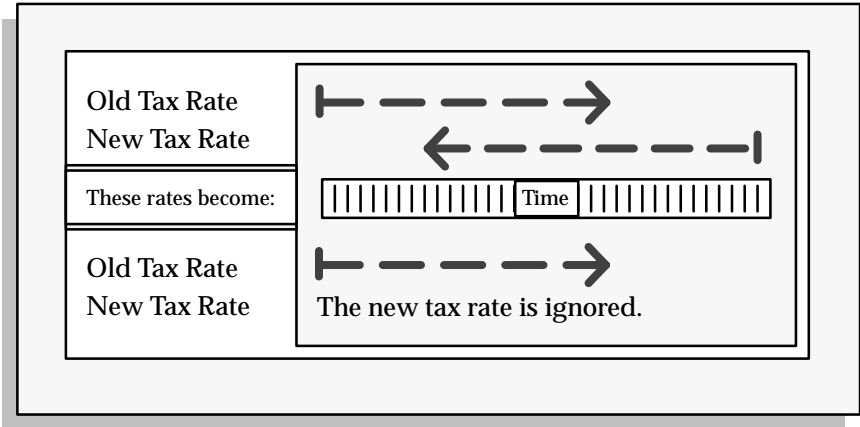 Old Tax Rate
New Tax Rate
These rates become:
Time
Old Tax Rate
New Tax Rate
The new tax rate is ignored.